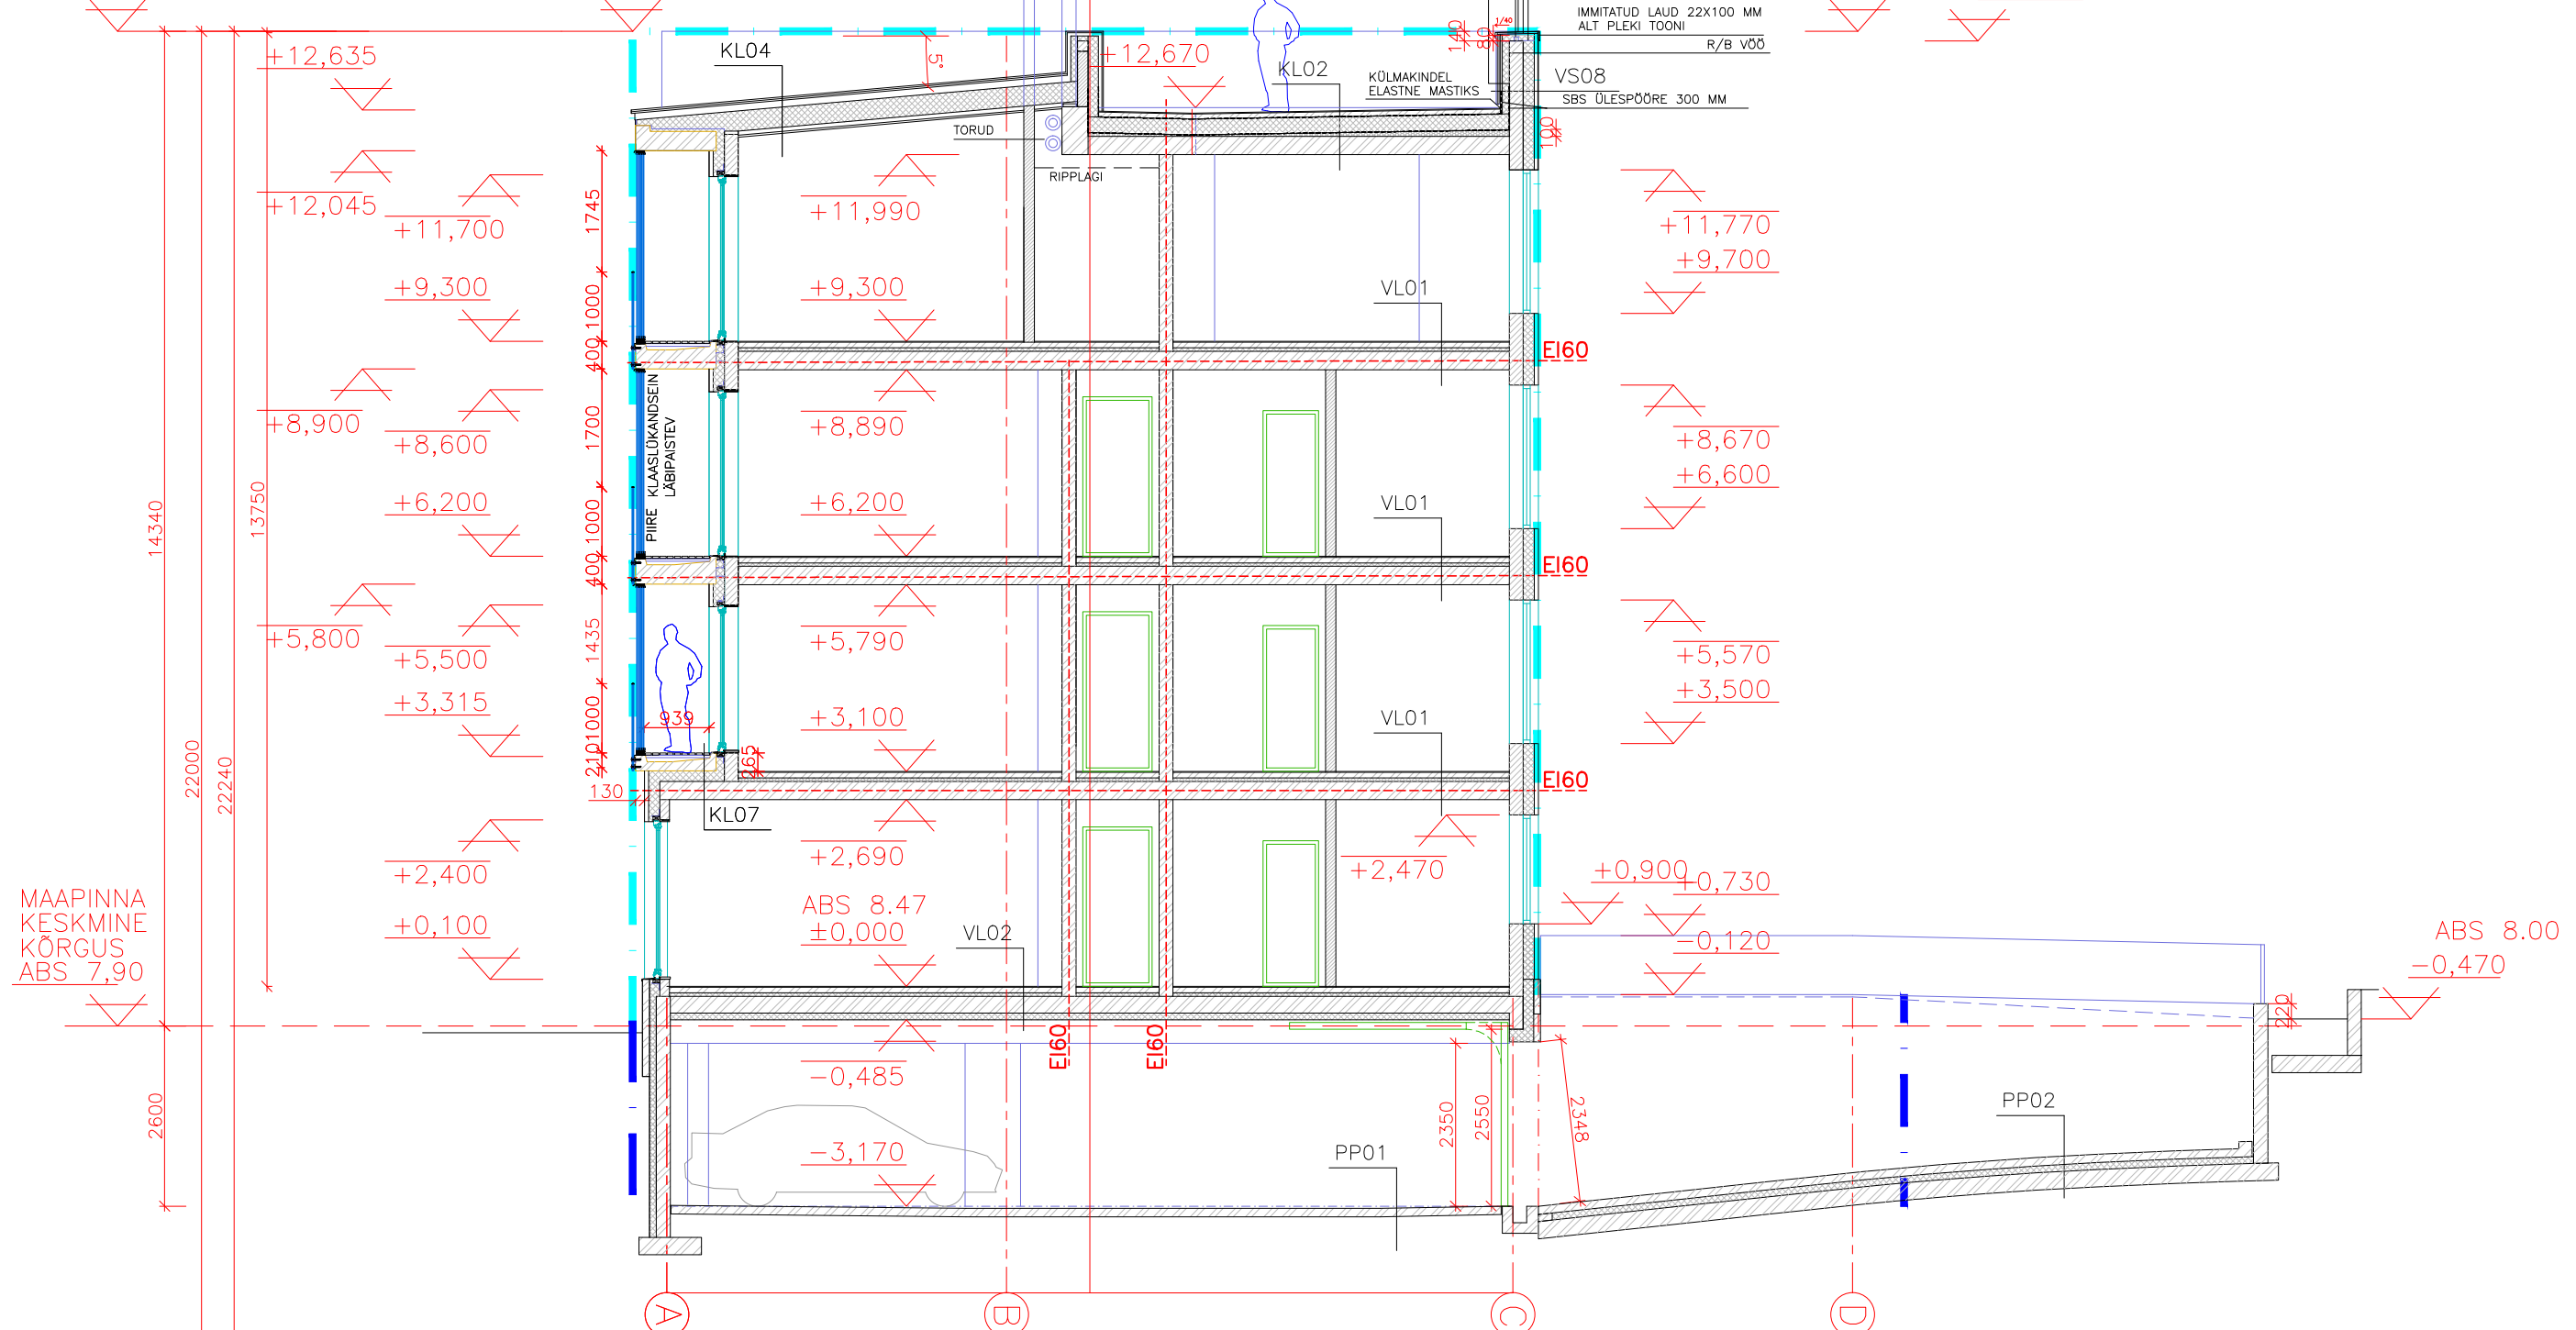 IMMITATUD LAUD 22X100 MM
ALT PLEKI TOONI
R/B VÖÖ
VS08
SBS ÜLESPÖÖRE 300 MM
KÜLMAKINDEL
ELASTNE MASTIKS
1/40
140
80
100
+12,635
KL04
5°
+12,670
KL02
TORUD
RIPPLAGI
+12,045
+11,700
1745
+11,990
+11,770
+9,700
+9,300
1000
+9,300
VL01
400
EI60
PIIRE KLAASLÜKANDSEIN
LÄBIPAISTEV
+8,900
+8,600
1700
+8,890
+8,670
+6,600
+6,200
1000
+6,200
VL01
400
EI60
14340
13750
22000
22240
+5,800
+5,500
1435
+5,790
+5,570
+3,500
+3,315
1000
939
+3,100
VL01
210
265
130
EI60
KL07
+2,400
+2,690
+2,470
+0,900
+0,730
MAAPINNA
KESKMINE
KÕRGUS
ABS 7,90
+0,100
ABS 8.47
±0,000
VL02
-0,120
ABS 8.00
-0,470
220
EI60
EI60
-0,485
2600
2350
2550
2348
-3,170
PP01
PP02
A
B
C
D